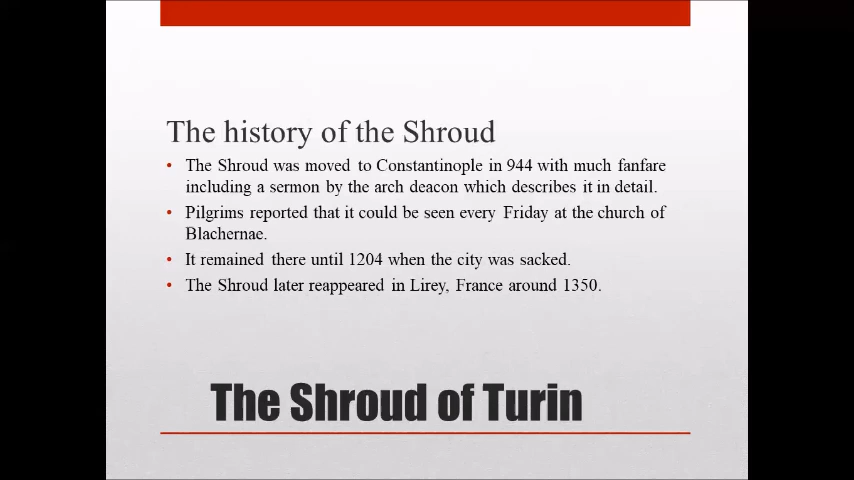 The history of the Shroud
• The Shroud was moved to Constantinople in 944 with much fanfare
including a sermon by the arch deacon which describes it in detail.
• Pilgrims reported that it could be seen every Friday at the church of
Blachernae.
• It remained there until 1204 when the city was sacked.
• The Shroud later reappeared in Lirey, France around 1350.
The Shroud of Turin